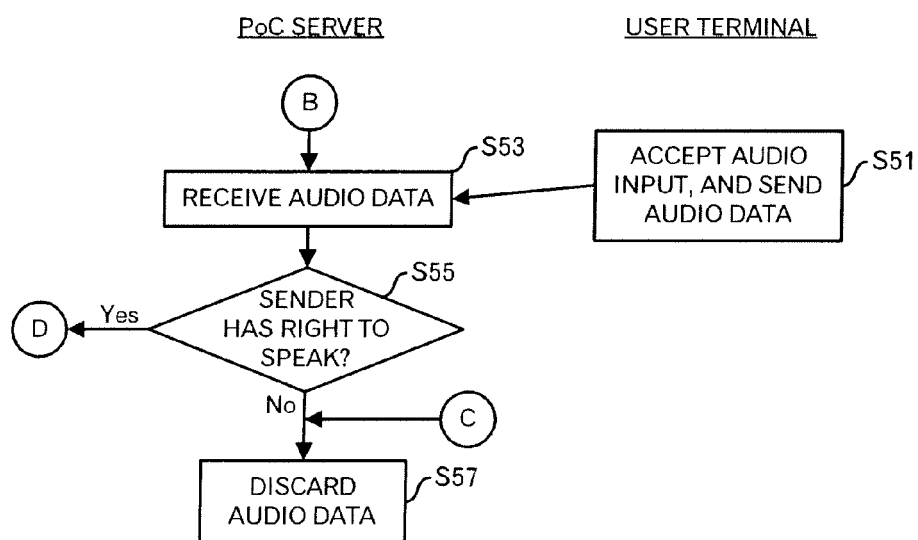 PoC SERVER
USER TERMINAL
B
S53
RECEIVE AUDIO DATA
ACCEPT AUDIO
INPUT, AND SEND
AUDIO DATA
S51
S55
SENDER
HAS RIGHT TO
SPEAK?
Yes
D
No
C
S57
DISCARD
AUDIO DATA